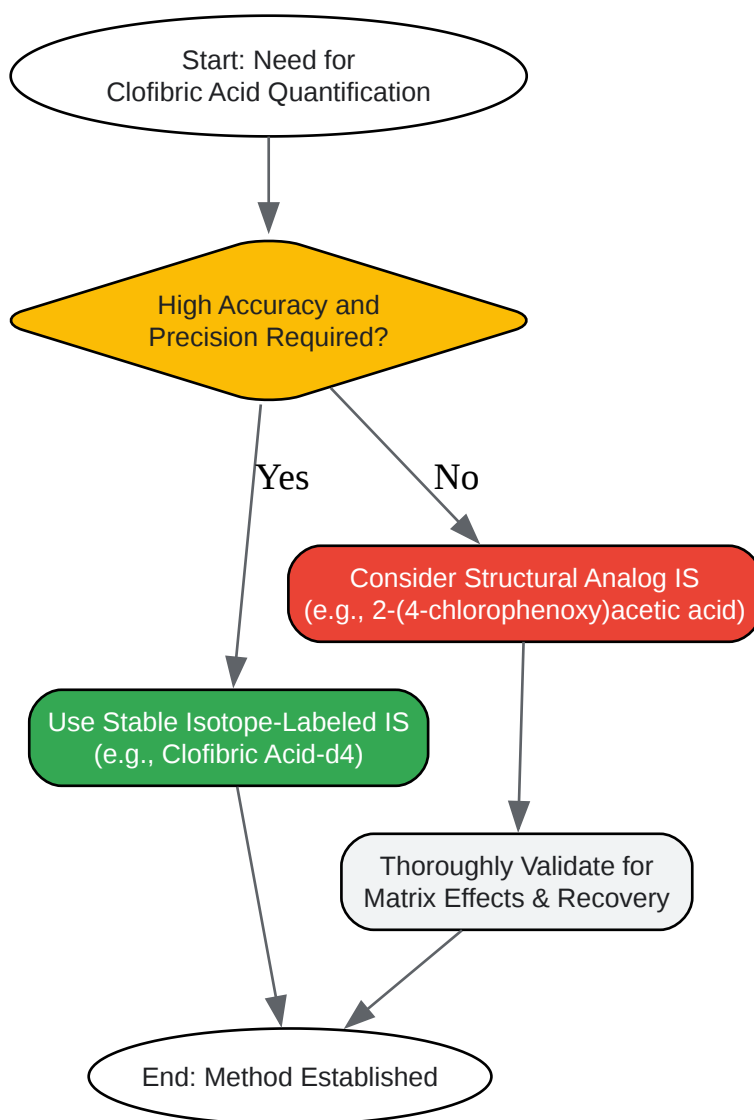 Start: Need for
Clofibric Acid Quantification
High Accuracy and
Precision Required?
Yes
No
Consider Structural Analog IS
(e.g., 2-(4-chlorophenoxy)acetic acid)
Use Stable Isotope-Labeled IS
(e.g., Clofibric Acid-d4)
Thoroughly Validate for
Matrix Effects & Recovery
End: Method Established